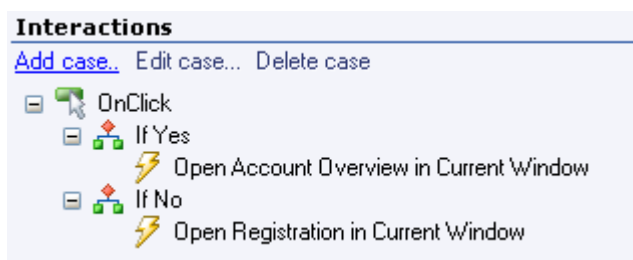 Interactions
Add case.. Edit case... Delete case
OnClick
If Yes
Open Account Overview in Current Window
If No
Open Registration in Current Window